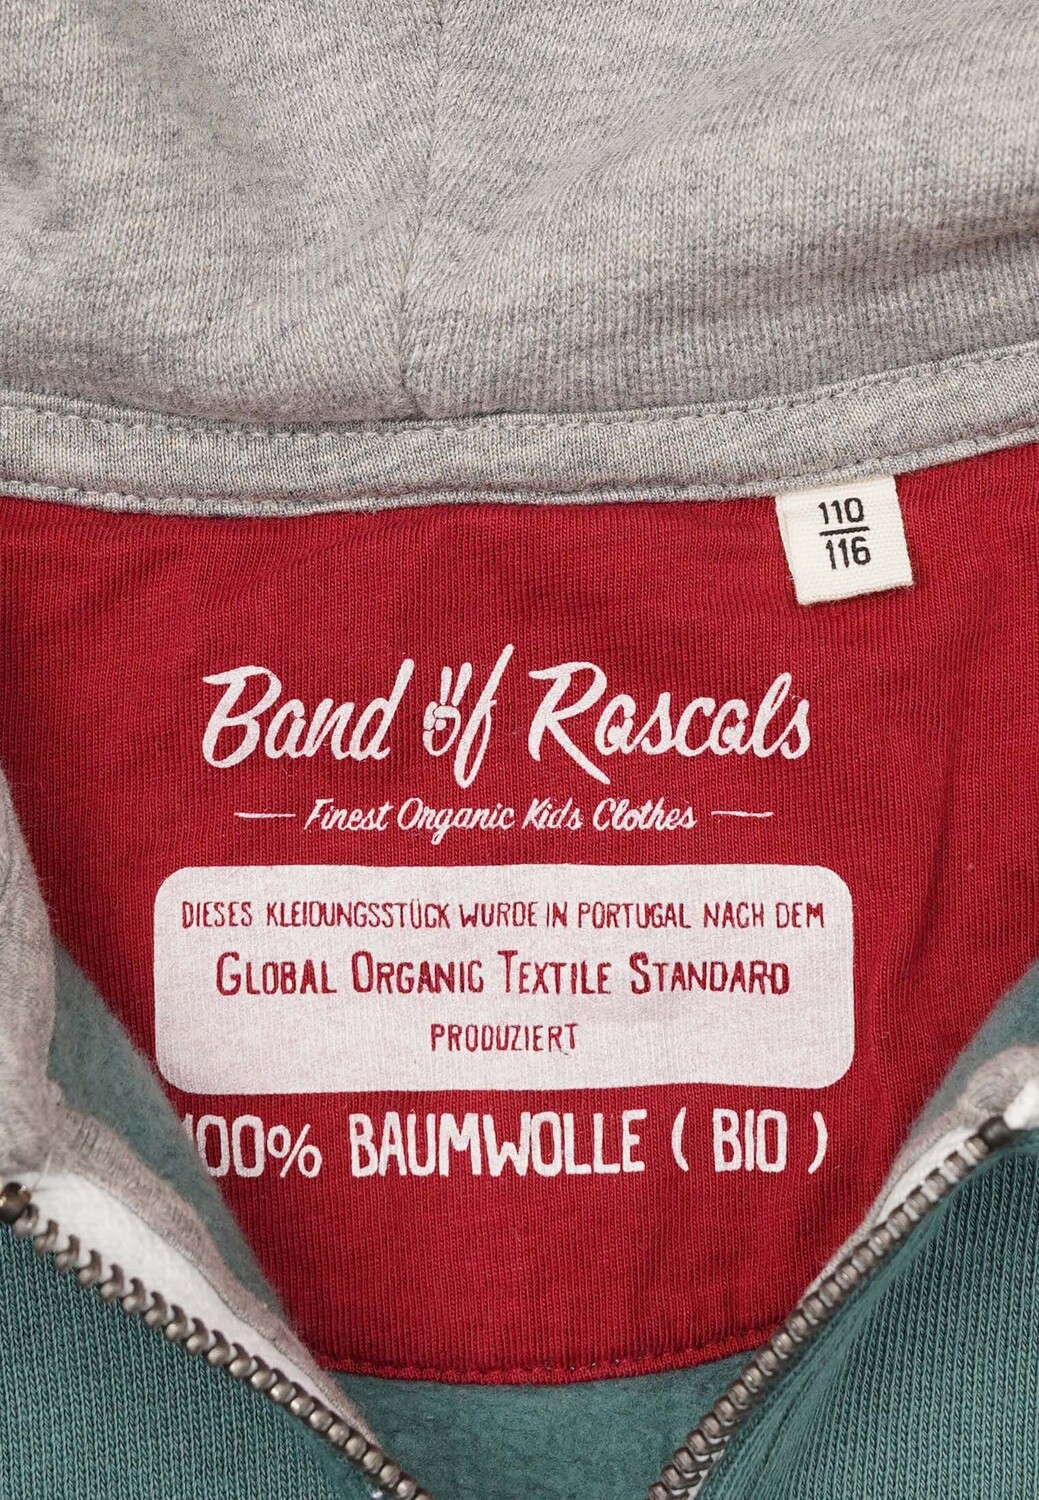 110
116
Band of Rascals
Finest Organic Kids Clothes
DIESES KLEIDUNGSSTÜCK WURDE IN PORTUGAL NACH DEM
GLOBAL ORGANIC TEXTILE STANDARD
PRODUZIERT
100% BAUMWOLLE ( BIO )